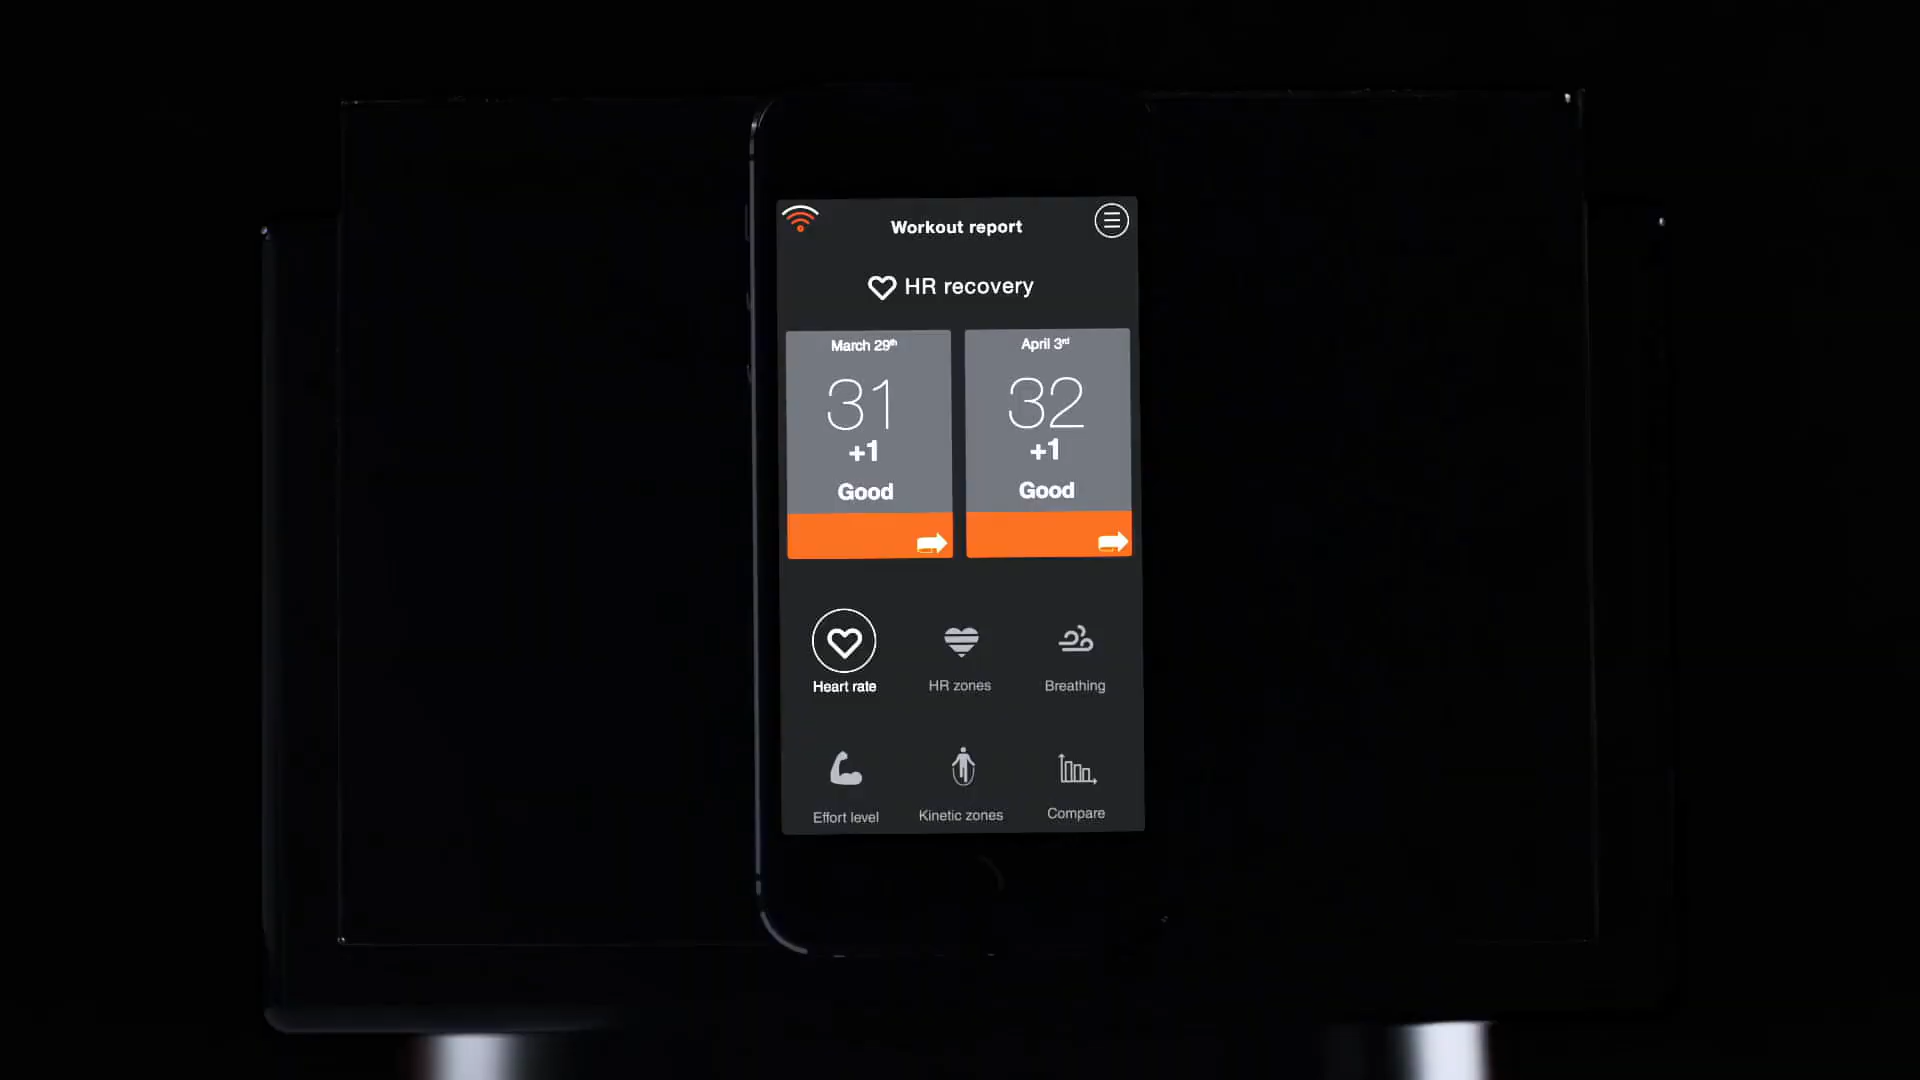 Workout report
HR recovery
March 29th
31
+1
Good
April 3rd
32
+1
Good
Heart rate
HR zones
Breathing
Effort level
Kinetic zones
Compare